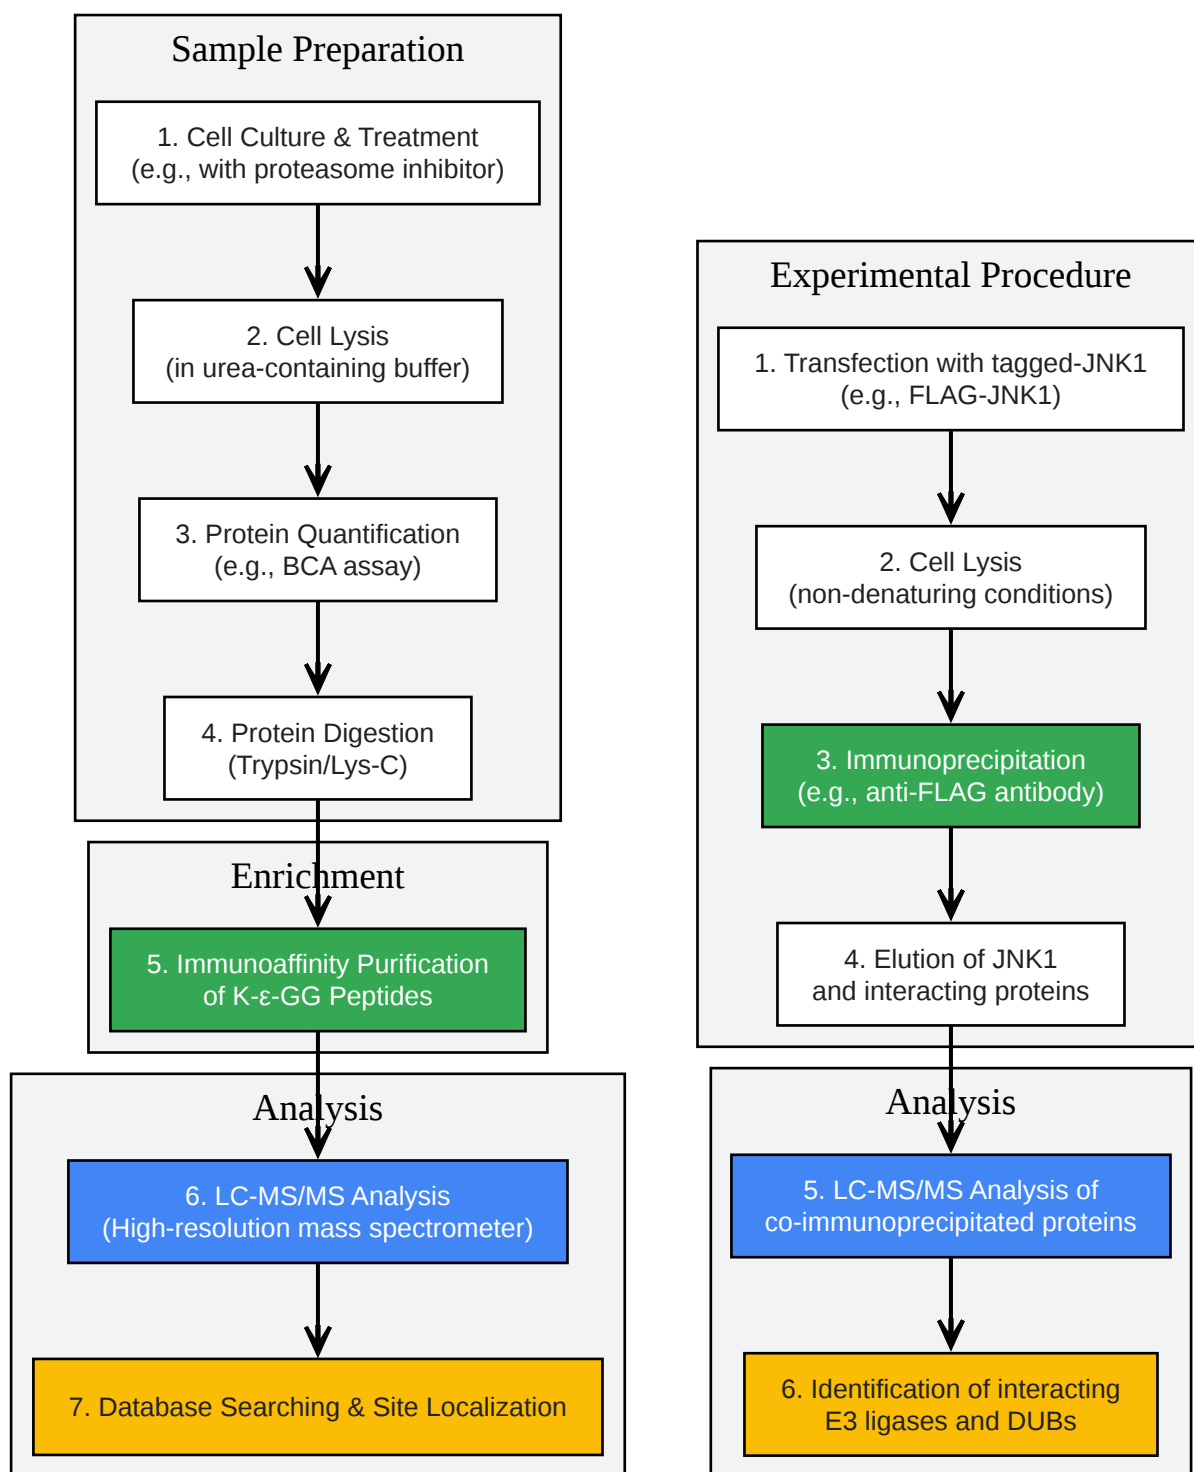 Sample Preparation
1. Cell Culture & Treatment
(e.g., with proteasome inhibitor)
2. Cell Lysis
(in urea-containing buffer)
3. Protein Quantification
(e.g., BCA assay)
4. Protein Digestion
(Trypsin/Lys-C)
Enrichment
5. Immunoaffinity Purification
of K-ε-GG Peptides
Analysis
6. LC-MS/MS Analysis
(High-resolution mass spectrometer)
7. Database Searching & Site Localization
Experimental Procedure
1. Transfection with tagged-JNK1
(e.g., FLAG-JNK1)
2. Cell Lysis
(non-denaturing conditions)
3. Immunoprecipitation
(e.g., anti-FLAG antibody)
4. Elution of JNK1
and interacting proteins
Analysis
5. LC-MS/MS Analysis of
co-immunoprecipitated proteins
6. Identification of interacting
E3 ligases and DUBs